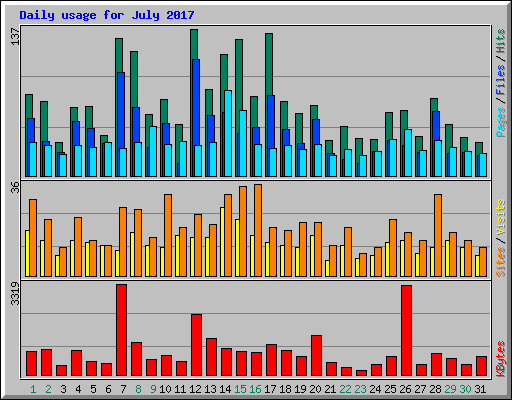 Daily usage for July 2017
137
Pages / Files / Hits
36
Sites / Visits
3319
KBytes
1 2 3 4 5 6 7 8 9 10 11 12 13 14 15 16 17 18 19 20 21 22 23 24 25 26 27 28 29 30 31